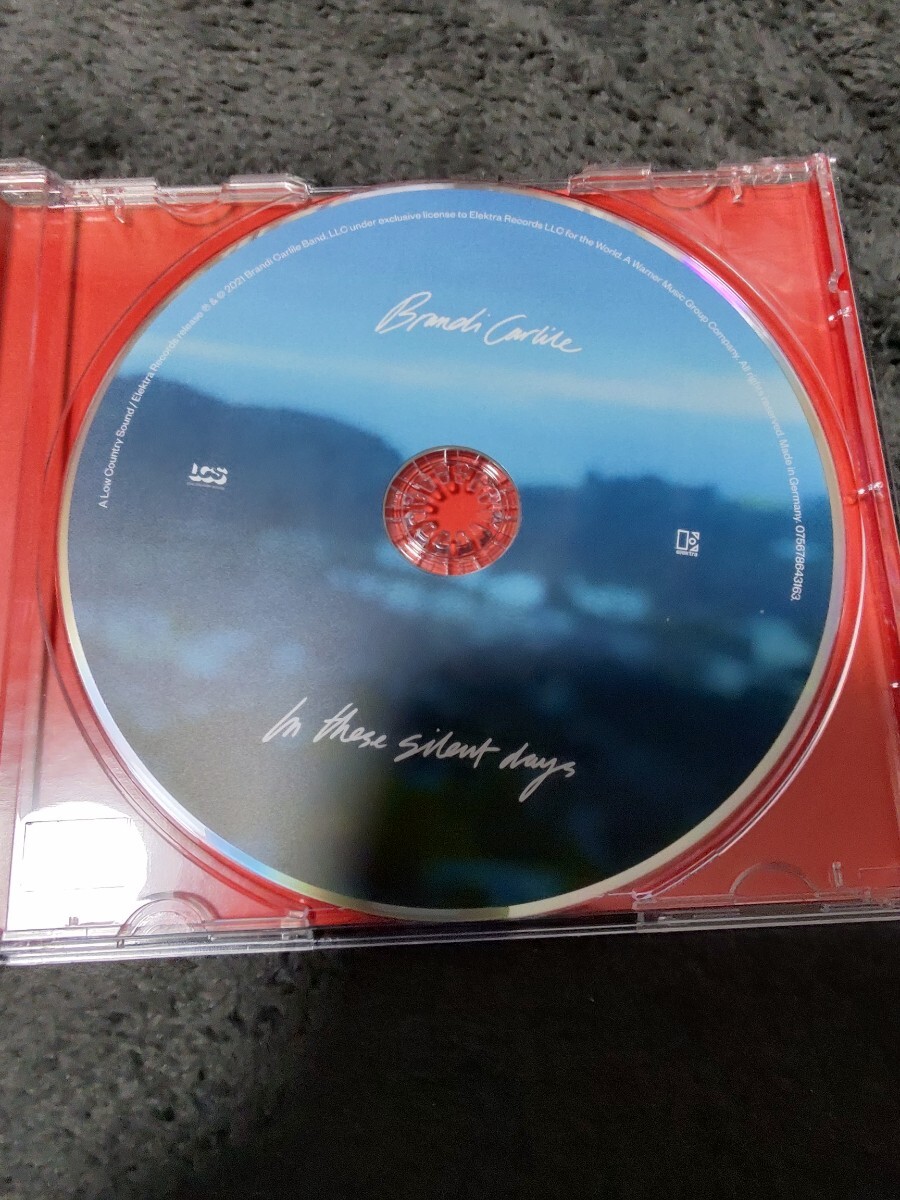 A Low Country Sound / Elektra Records release ℗ & © 2021 Brandi Carlile Band, LLC under exclusive license to Elektra Records LLC for the World. A Warner Music Group Company. All rights reserved. Made in Germany. 075678643163.
Brandi Carlile
LCS
In these silent days